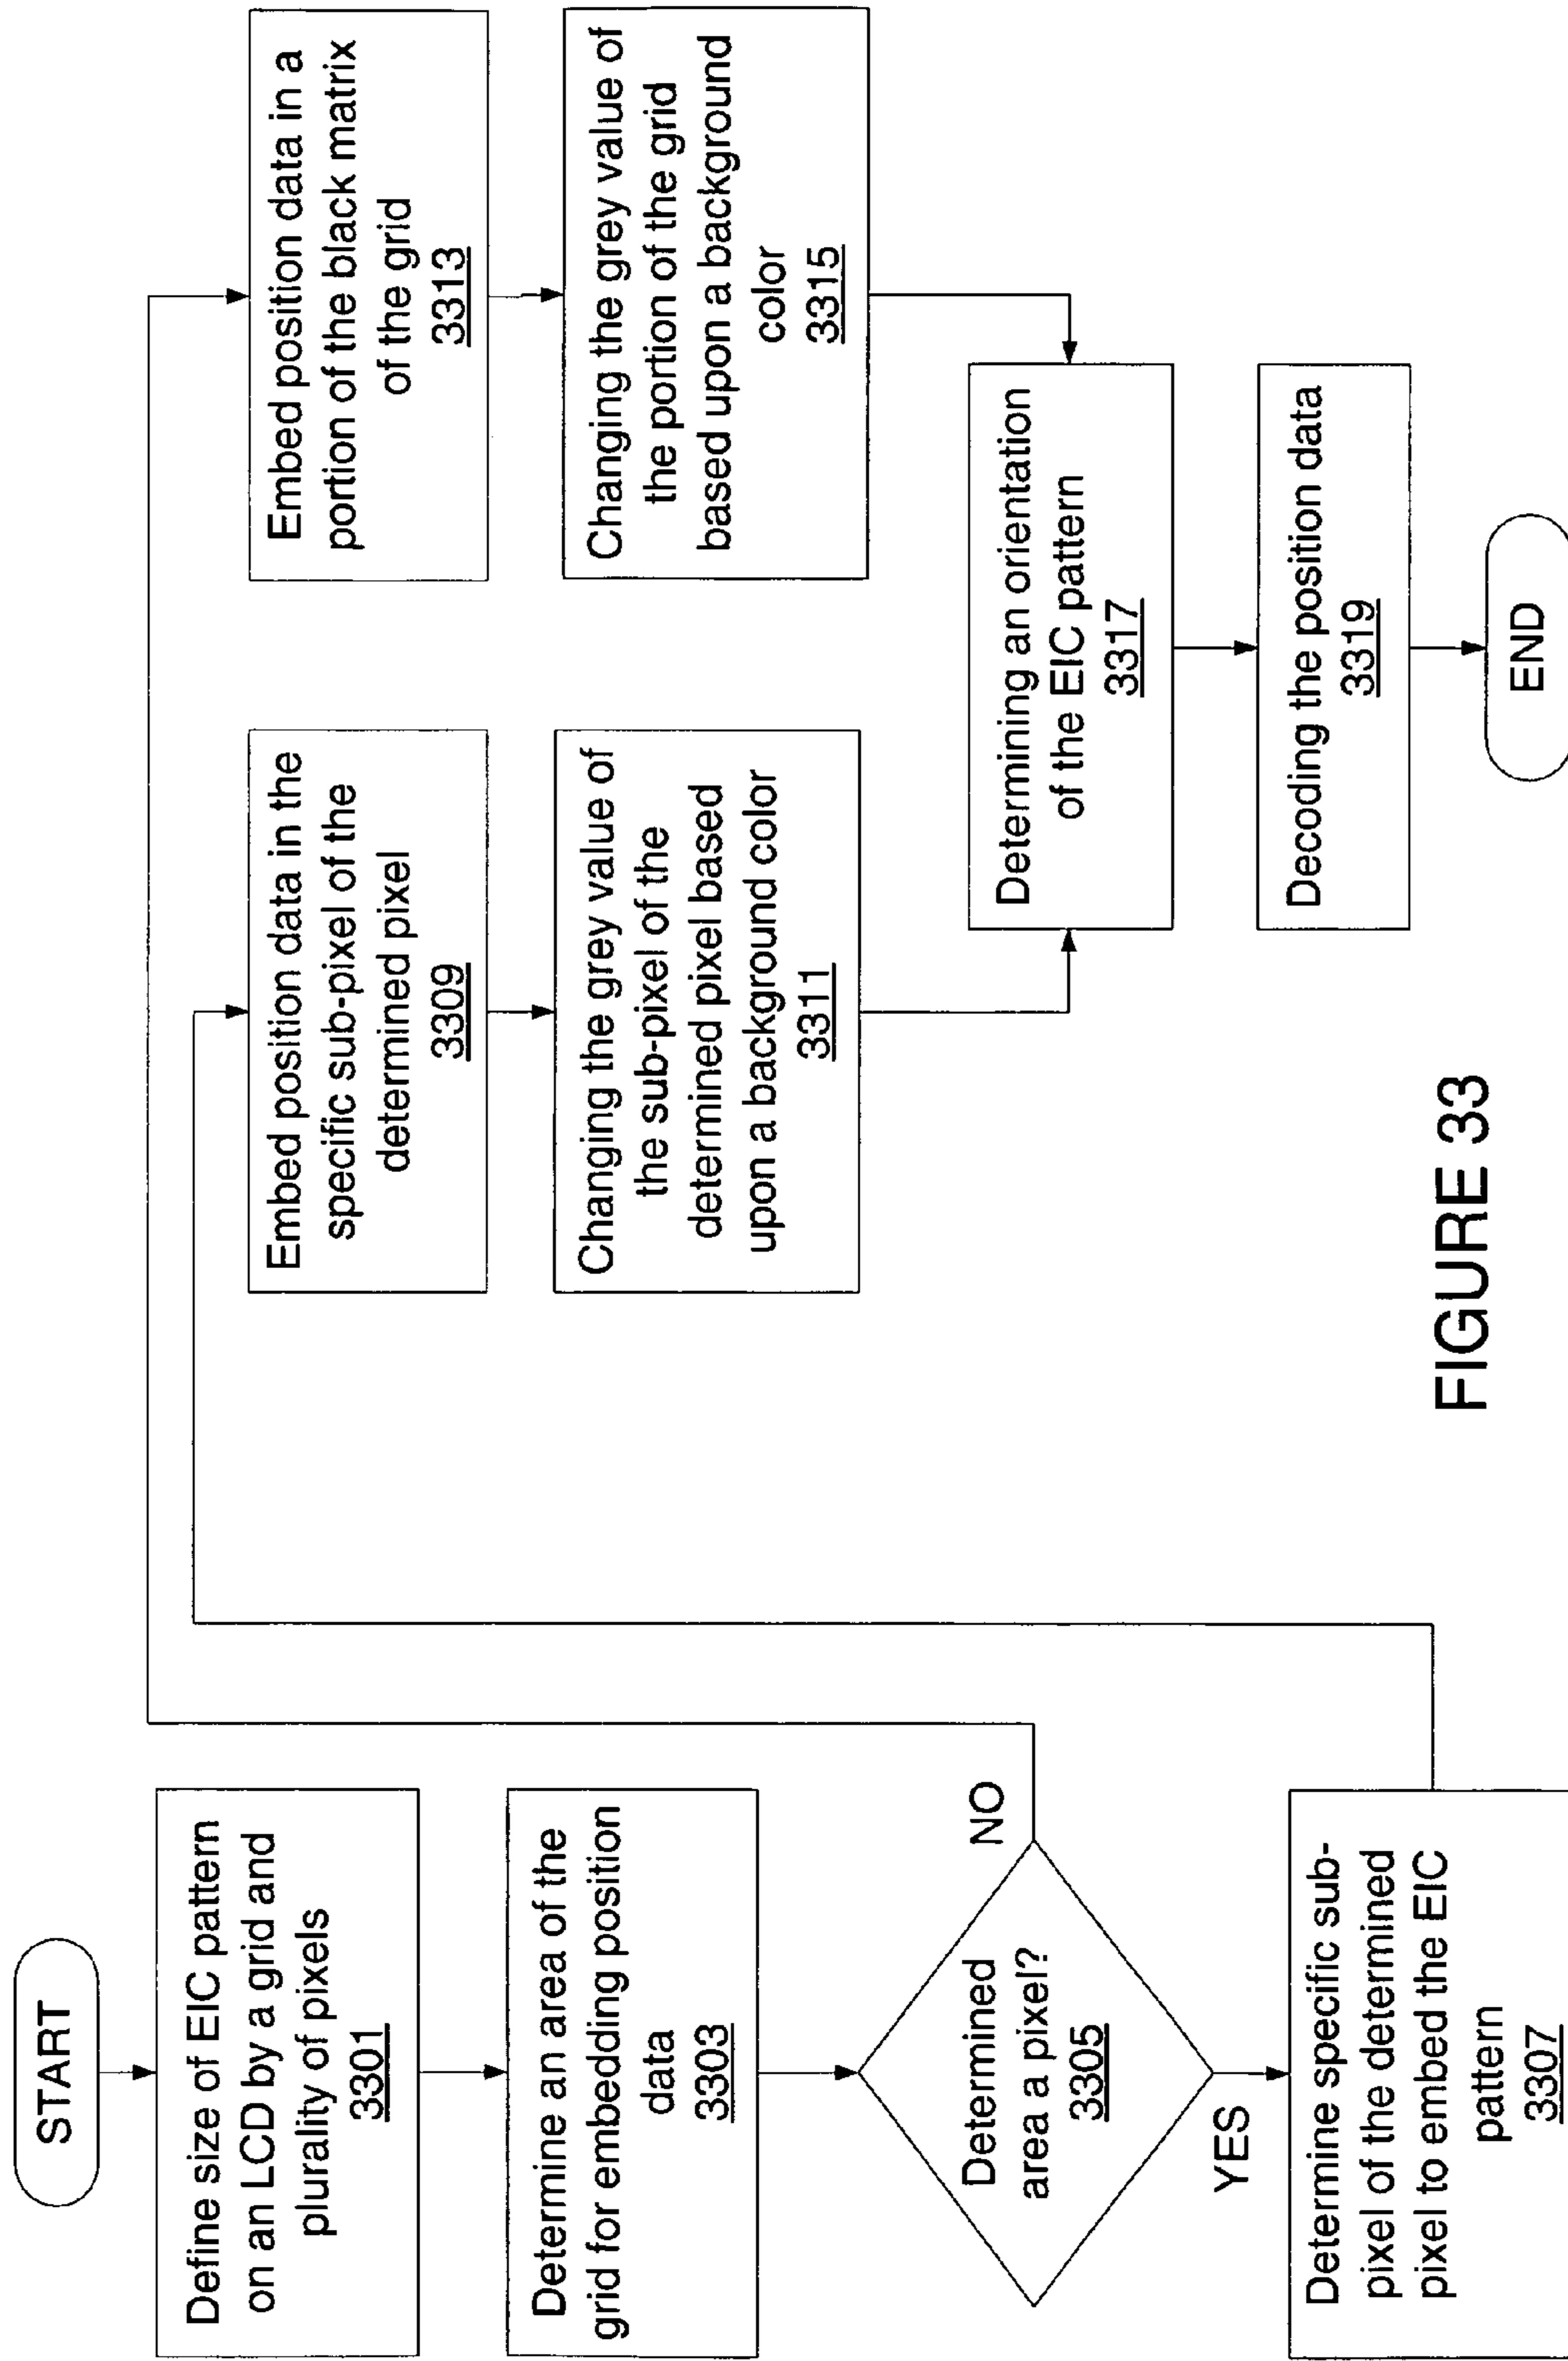 START
Define size of EIC pattern
on an LCD by a grid and
plurality of pixels
3301
Determine an area of the
grid for embedding position
data
3303
Determined
area a pixel?
3305
NO
YES
Determine specific sub-
pixel of the determined
pixel to embed the EIC
pattern
3307
Embed position data in the
specific sub-pixel of the
determined pixel
3309
Changing the grey value of
the sub-pixel of the
determined pixel based
upon a background color
3311
Embed position data in a
portion of the black matrix
of the grid
3313
Changing the grey value of
the portion of the grid
based upon a background
color
3315
Determining an orientation
of the EIC pattern
3317
Decoding the position data
3319
END
FIGURE 33